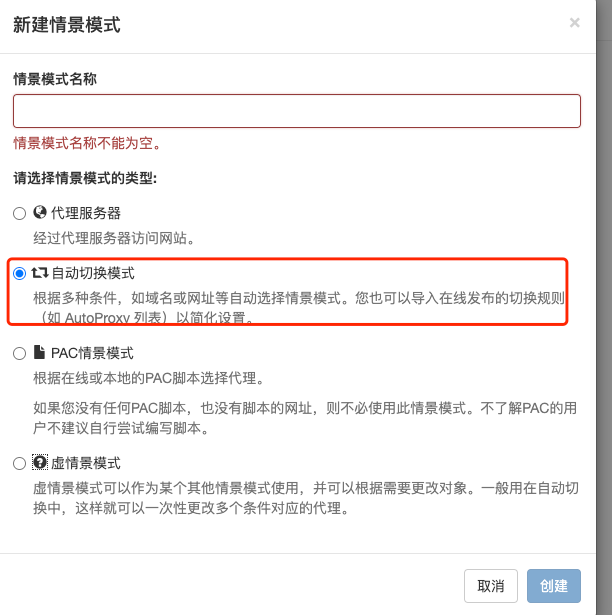 新建情景模式
×
情景模式名称
情景模式名称不能为空。
请选择情景模式的类型:
代理服务器
经过代理服务器访问网站。
自动切换模式
根据多种条件，如域名或网址等自动选择情景模式。您也可以导入在线发布的切换规则
（如 AutoProxy 列表）以简化设置。
PAC情景模式
根据在线或本地的PAC脚本选择代理。
如果您没有任何PAC脚本，也没有脚本的网址，则不必使用此情景模式。不了解PAC的用
户不建议自行尝试编写脚本。
虚情景模式
虚情景模式可以作为某个其他情景模式使用，并可以根据需要更改对象。一般用在自动切
换中，这样就可以一次性更改多个条件对应的代理。
取消
创建